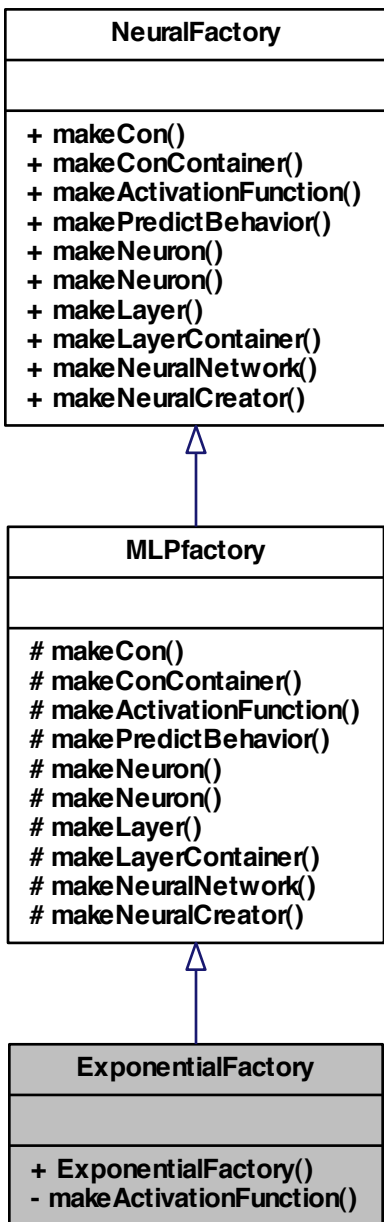 NeuralFactory
+ makeCon()
+ makeConContainer()
+ makeActivationFunction()
+ makePredictBehavior()
+ makeNeuron()
+ makeNeuron()
+ makeLayer()
+ makeLayerContainer()
+ makeNeuralNetwork()
+ makeNeuralCreator()
MLPfactory
# makeCon()
# makeConContainer()
# makeActivationFunction()
# makePredictBehavior()
# makeNeuron()
# makeNeuron()
# makeLayer()
# makeLayerContainer()
# makeNeuralNetwork()
# makeNeuralCreator()
ExponentialFactory
+ ExponentialFactory()
- makeActivationFunction()